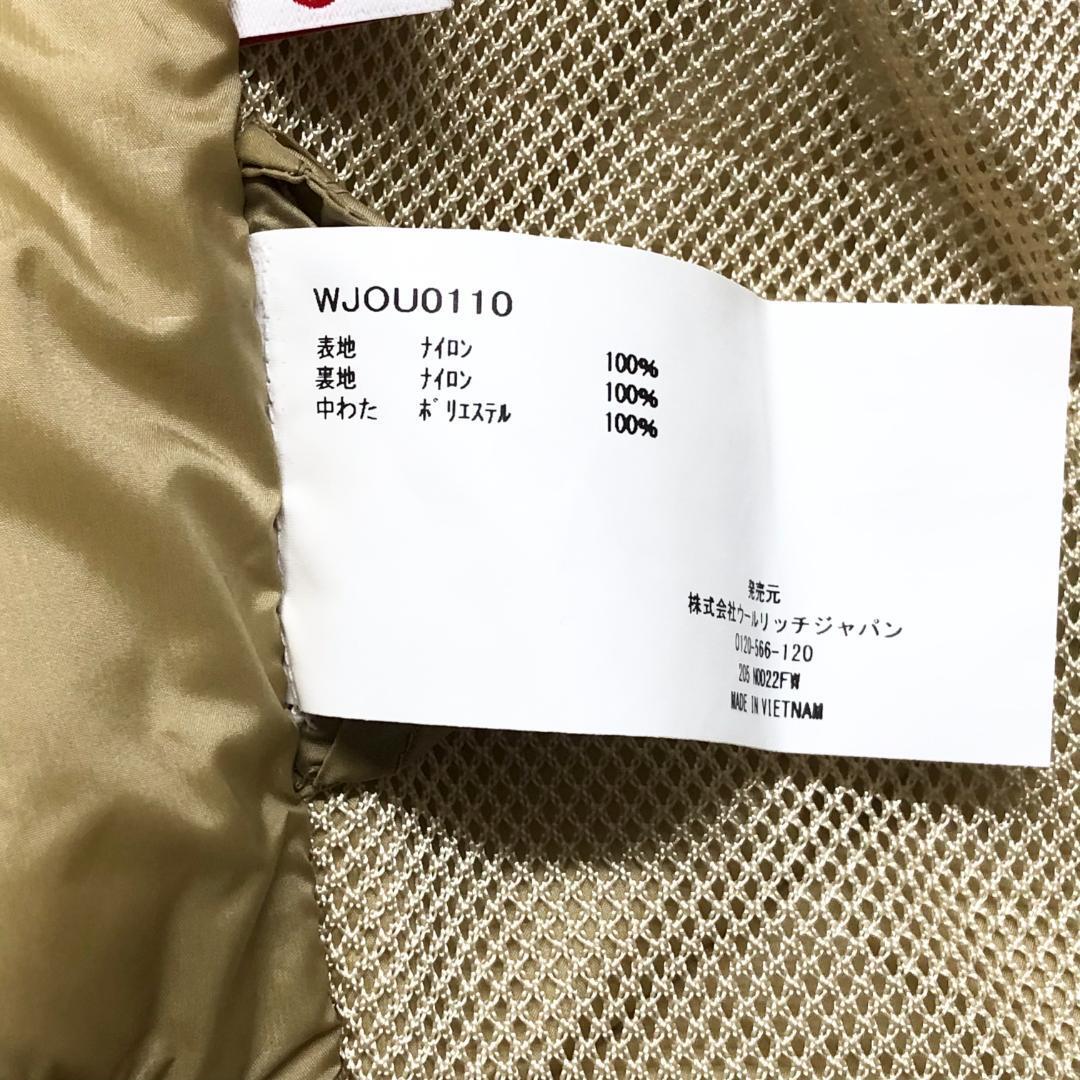 WJOU0110
表地 ナイロン 100%
裏地 ナイロン 100%
中わた ポリエステル 100%
発売元
株式会社ウールリッチジャパン
0120-566-120
205 NO022FW
MADE IN VIETNAM